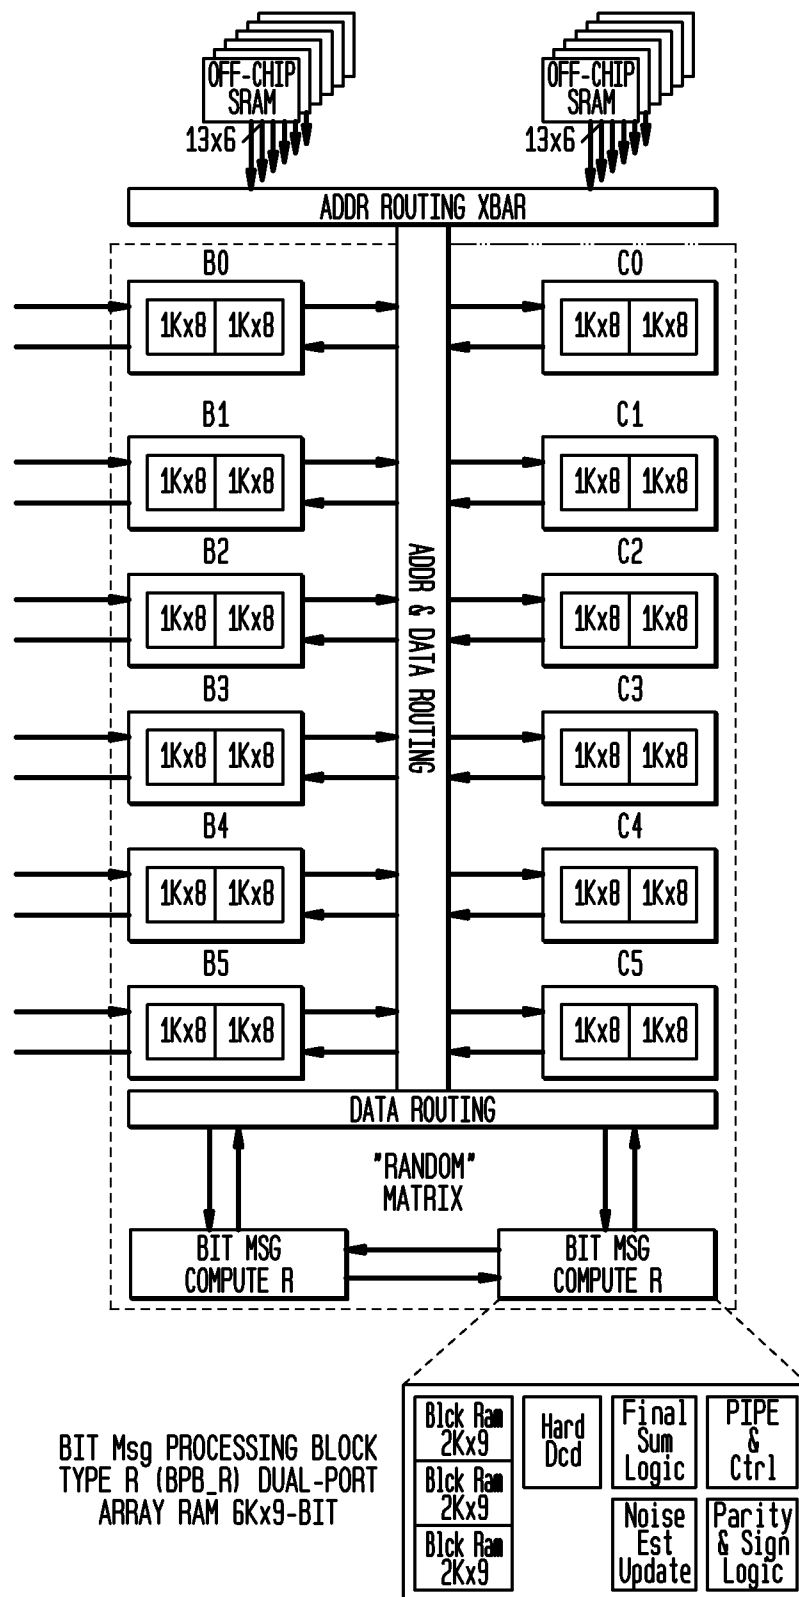 OFF-CHIP
SRAM
13x6
OFF-CHIP
SRAM
13x6
ADDR ROUTING XBAR
B0
C0
1Kx8 1Kx8
1Kx8 1Kx8
B1
C1
1Kx8 1Kx8
1Kx8 1Kx8
B2
C2
1Kx8 1Kx8
1Kx8 1Kx8
ADDR & DATA ROUTING
B3
C3
1Kx8 1Kx8
1Kx8 1Kx8
B4
C4
1Kx8 1Kx8
1Kx8 1Kx8
B5
C5
1Kx8 1Kx8
1Kx8 1Kx8
DATA ROUTING
"RANDOM"
MATRIX
BIT MSG
COMPUTE R
BIT MSG
COMPUTE R
BIT Msg PROCESSING BLOCK
TYPE R (BPB_R) DUAL-PORT
ARRAY RAM 6Kx9-BIT
Blck Ram
2Kx9
Blck Ram
2Kx9
Blck Ram
2Kx9
Hard
Dcd
Final
Sum
Logic
PIPE
&
Ctrl
Noise
Est
Update
Parity
& Sign
Logic